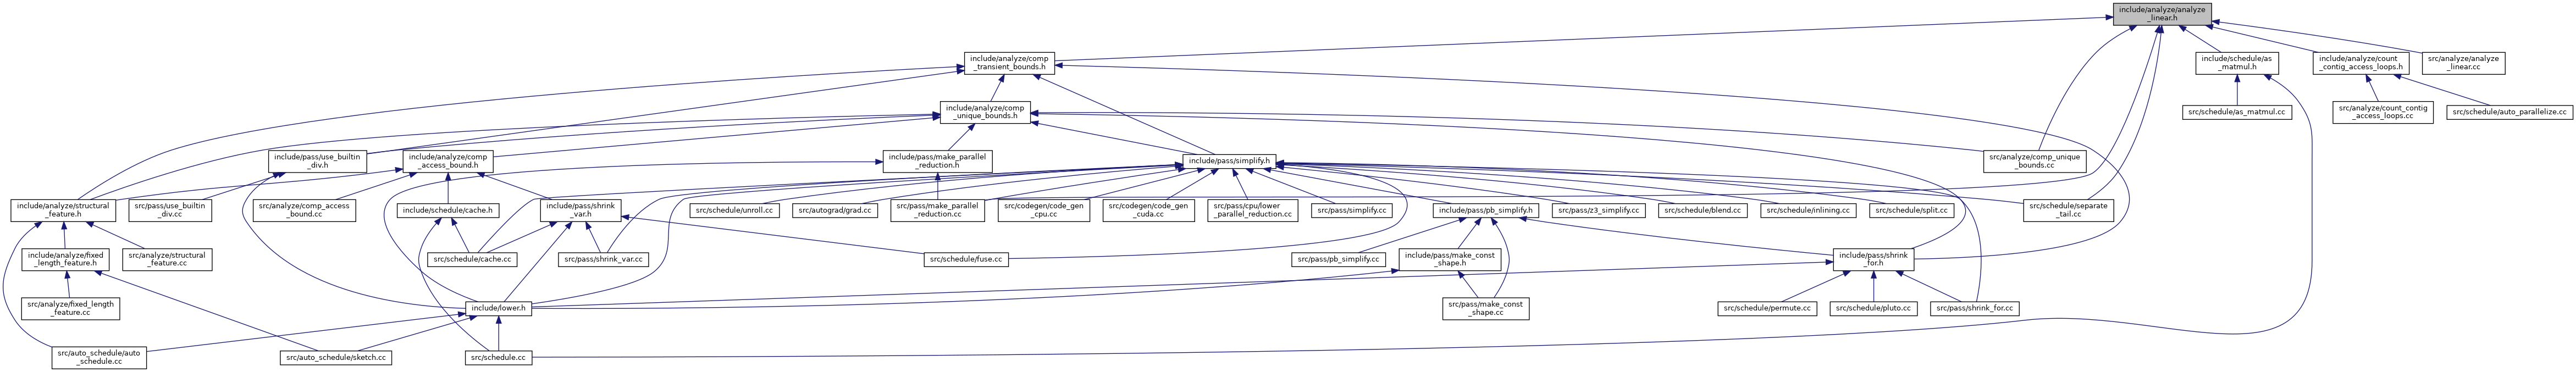 include/analyze/analyze
_linear.h
include/analyze/comp
_transient_bounds.h
include/schedule/as
_matmul.h
include/analyze/count
_contig_access_loops.h
src/analyze/analyze
_linear.cc
include/analyze/comp
_unique_bounds.h
src/schedule/as_matmul.cc
src/analyze/count_contig
_access_loops.cc
src/schedule/auto_parallelize.cc
include/pass/use_builtin
_div.h
include/analyze/comp
_access_bound.h
include/pass/make_parallel
_reduction.h
include/pass/simplify.h
src/analyze/comp_unique
_bounds.cc
include/analyze/structural
_feature.h
src/pass/use_builtin
_div.cc
src/analyze/comp_access
_bound.cc
include/schedule/cache.h
include/pass/shrink
_var.h
src/schedule/unroll.cc
src/autograd/grad.cc
src/pass/make_parallel
_reduction.cc
src/codegen/code_gen
_cpu.cc
src/codegen/code_gen
_cuda.cc
src/pass/cpu/lower
_parallel_reduction.cc
src/pass/simplify.cc
include/pass/pb_simplify.h
src/pass/z3_simplify.cc
src/schedule/blend.cc
src/schedule/inlining.cc
src/schedule/split.cc
src/schedule/separate
_tail.cc
include/analyze/fixed
_length_feature.h
src/analyze/structural
_feature.cc
src/schedule/cache.cc
src/pass/shrink_var.cc
src/schedule/fuse.cc
src/pass/pb_simplify.cc
include/pass/make_const
_shape.h
include/pass/shrink
_for.h
src/analyze/fixed_length
_feature.cc
include/lower.h
src/pass/make_const
_shape.cc
src/schedule/permute.cc
src/schedule/pluto.cc
src/pass/shrink_for.cc
src/auto_schedule/auto
_schedule.cc
src/auto_schedule/sketch.cc
src/schedule.cc